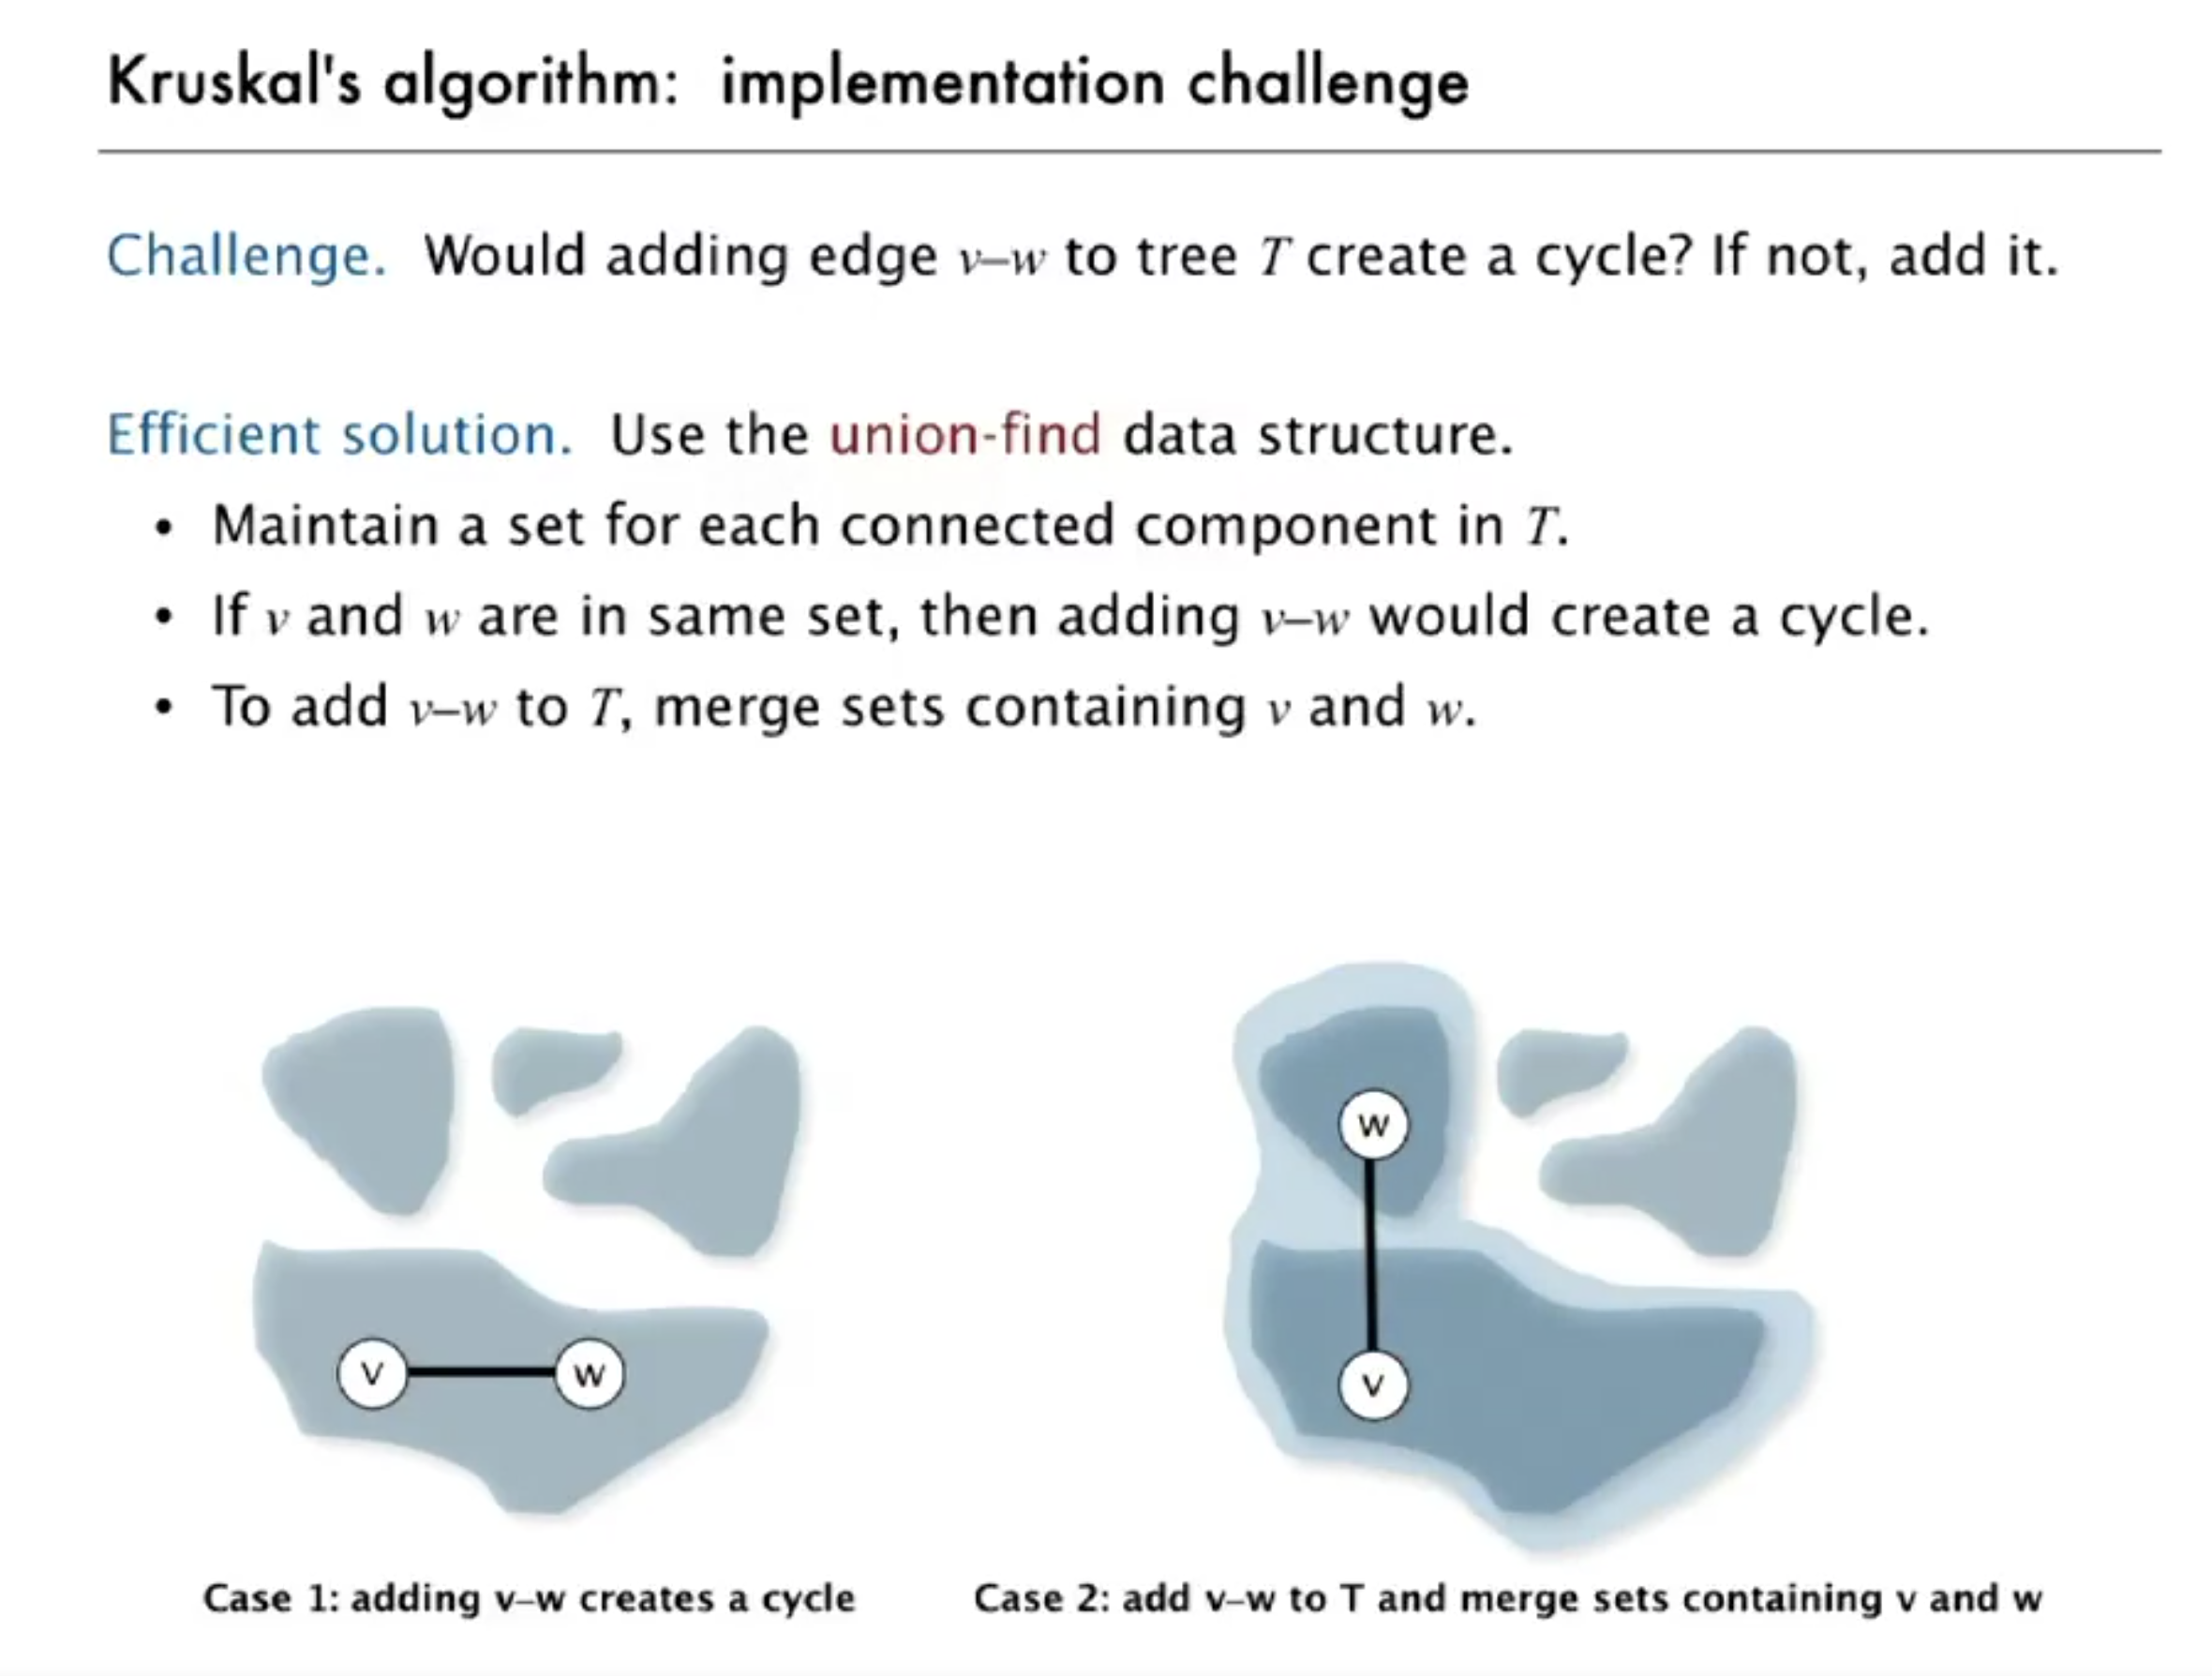 Kruskal's algorithm: implementation challenge
Challenge. Would adding edge v–w to tree T create a cycle? If not, add it.
Efficient solution. Use the union-find data structure.
• Maintain a set for each connected component in T.
• If v and w are in same set, then adding v–w would create a cycle.
• To add v–w to T, merge sets containing v and w.
v w
w
v
Case 1: adding v–w creates a cycle
Case 2: add v–w to T and merge sets containing v and w